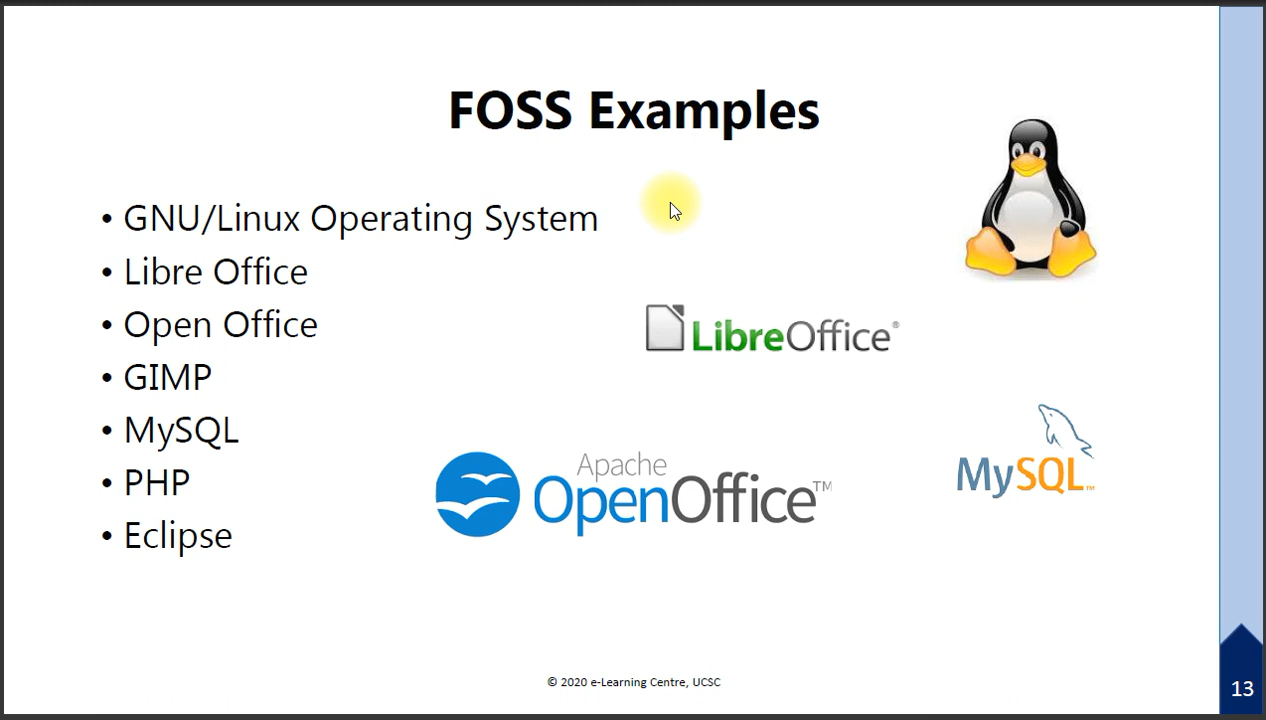 FOSS Examples
• GNU/Linux Operating System
• Libre Office
• Open Office
• GIMP
• MySQL
• PHP
• Eclipse
LibreOffice®
Apache
OpenOffice™
MySQL™
© 2020 e-Learning Centre, UCSC
13